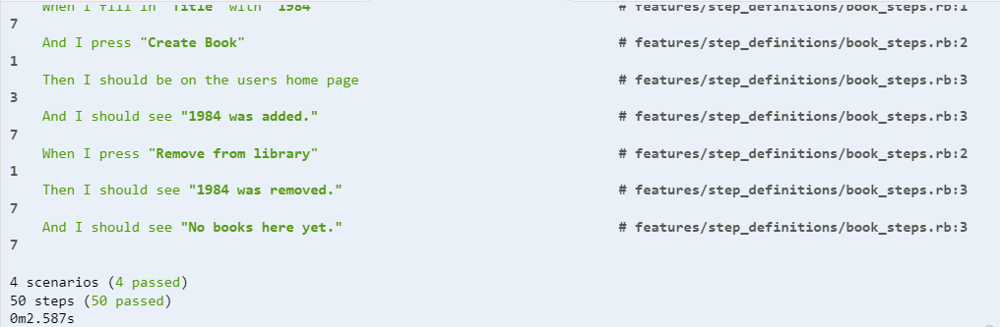 When I fill in "Title" with "1984" # features/step_definitions/book_steps.rb:1
7
And I press "Create Book" # features/step_definitions/book_steps.rb:2
1
Then I should be on the users home page # features/step_definitions/book_steps.rb:3
3
And I should see "1984 was added." # features/step_definitions/book_steps.rb:3
7
When I press "Remove from library" # features/step_definitions/book_steps.rb:2
1
Then I should see "1984 was removed." # features/step_definitions/book_steps.rb:3
7
And I should see "No books here yet." # features/step_definitions/book_steps.rb:3
7
4 scenarios (4 passed)
50 steps (50 passed)
0m2.587s